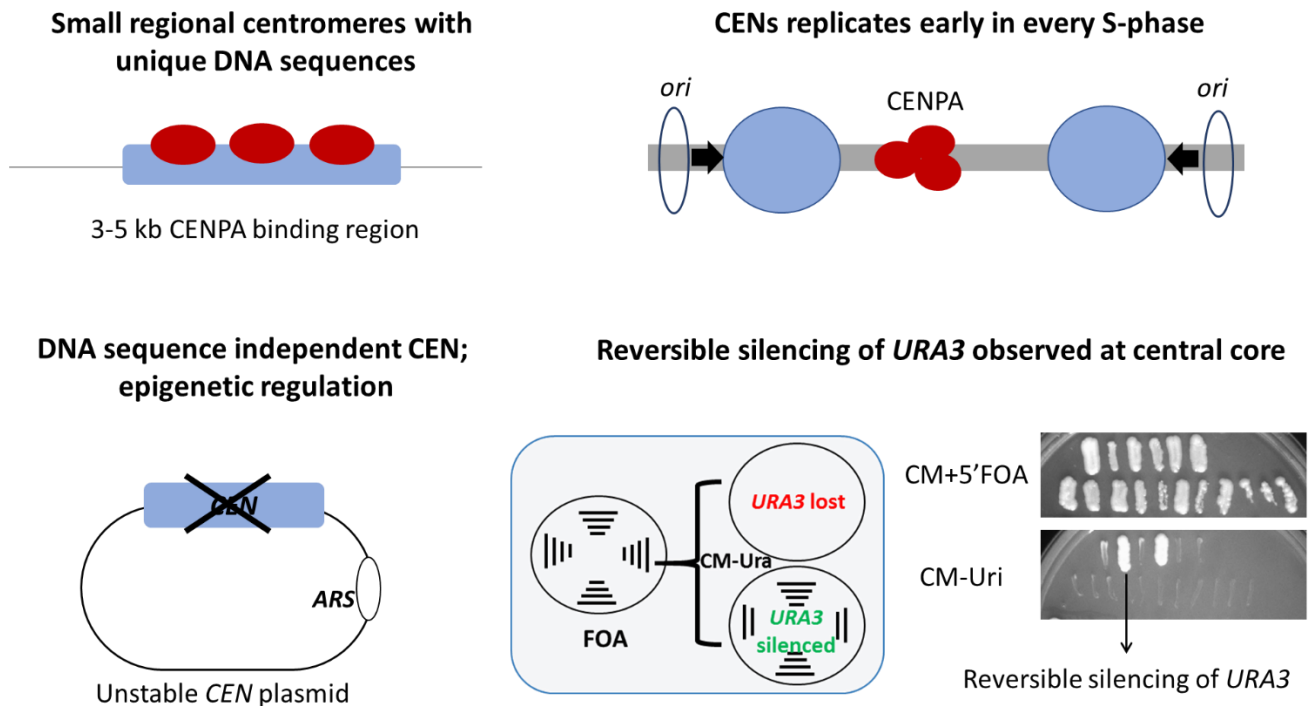 Small regional centromeres with
unique DNA sequences
3-5 kb CENPA binding region
CENs replicates early in every S-phase
ori
CENPA
ori
DNA sequence independent CEN;
epigenetic regulation
CEN
ARS
Unstable CEN plasmid
Reversible silencing of URA3 observed at central core
FOA
CM-Ura
URA3 lost
URA3
silenced
CM+5'FOA
CM-Uri
Reversible silencing of URA3